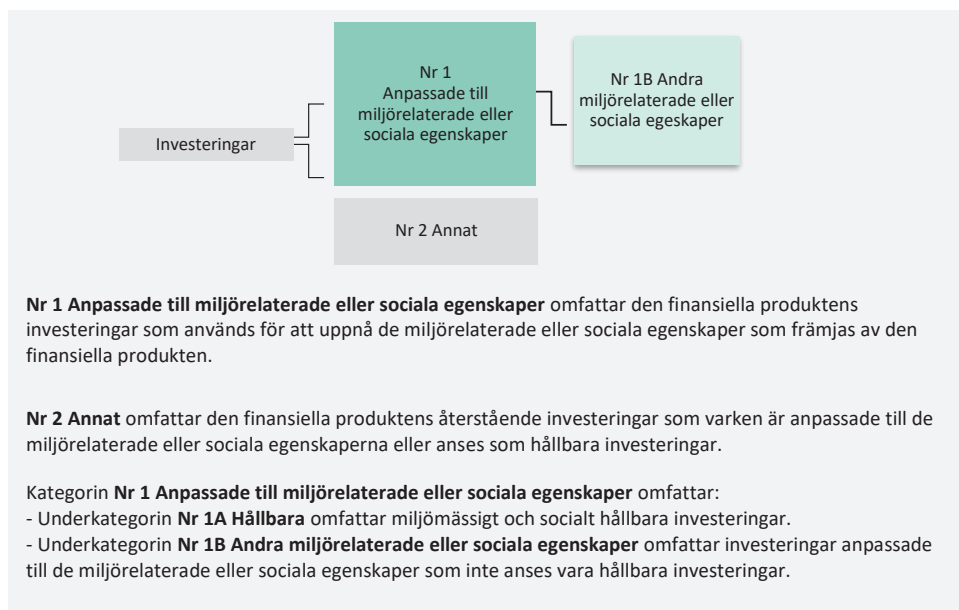 Nr 1
Anpassade till
miljörelaterade eller
sociala egenskaper
Nr 1B Andra
miljörelaterade eller
sociala egeskaper
Investeringar
Nr 2 Annat
Nr 1 Anpassade till miljörelaterade eller sociala egenskaper omfattar den finansiella produktens
investeringar som används för att uppnå de miljörelaterade eller sociala egenskaper som främjas av den
finansiella produkten.
Nr 2 Annat omfattar den finansiella produktens återstående investeringar som varken är anpassade till de
miljörelaterade eller sociala egenskaperna eller anses som hållbara investeringar.
Kategorin Nr 1 Anpassade till miljörelaterade eller sociala egenskaper omfattar:
- Underkategorin Nr 1A Hållbara omfattar miljömässigt och socialt hållbara investeringar.
- Underkategorin Nr 1B Andra miljörelaterade eller sociala egenskaper omfattar investeringar anpassade
till de miljörelaterade eller sociala egenskaper som inte anses vara hållbara investeringar.